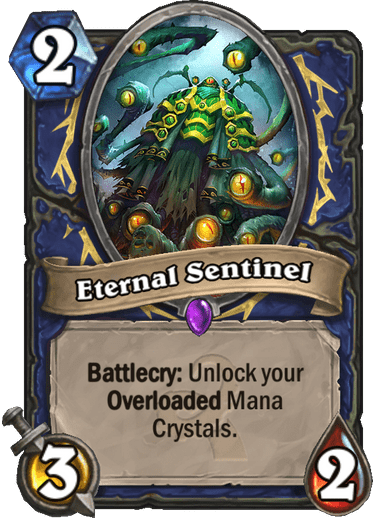 2
Eternal Sentinel
Battlecry: Unlock your
Overloaded Mana
Crystals.
3
2